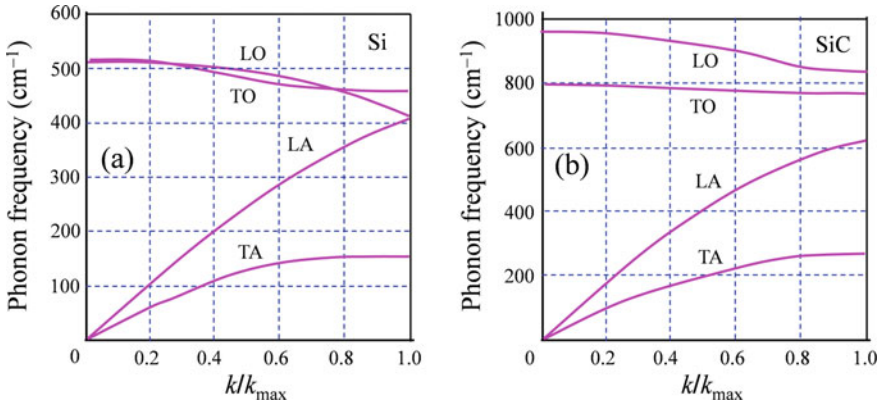 600
500
400
300
200
100
0
Phonon frequency (cm⁻¹)
Si
LO
TO
(a)
LA
TA
0.2 0.4 0.6 0.8 1.0
k/kmax
1000
800
600
400
200
0
Phonon frequency (cm⁻¹)
SiC
LO
TO
(b)
LA
TA
0 0.2 0.4 0.6 0.8 1.0
k/kmax